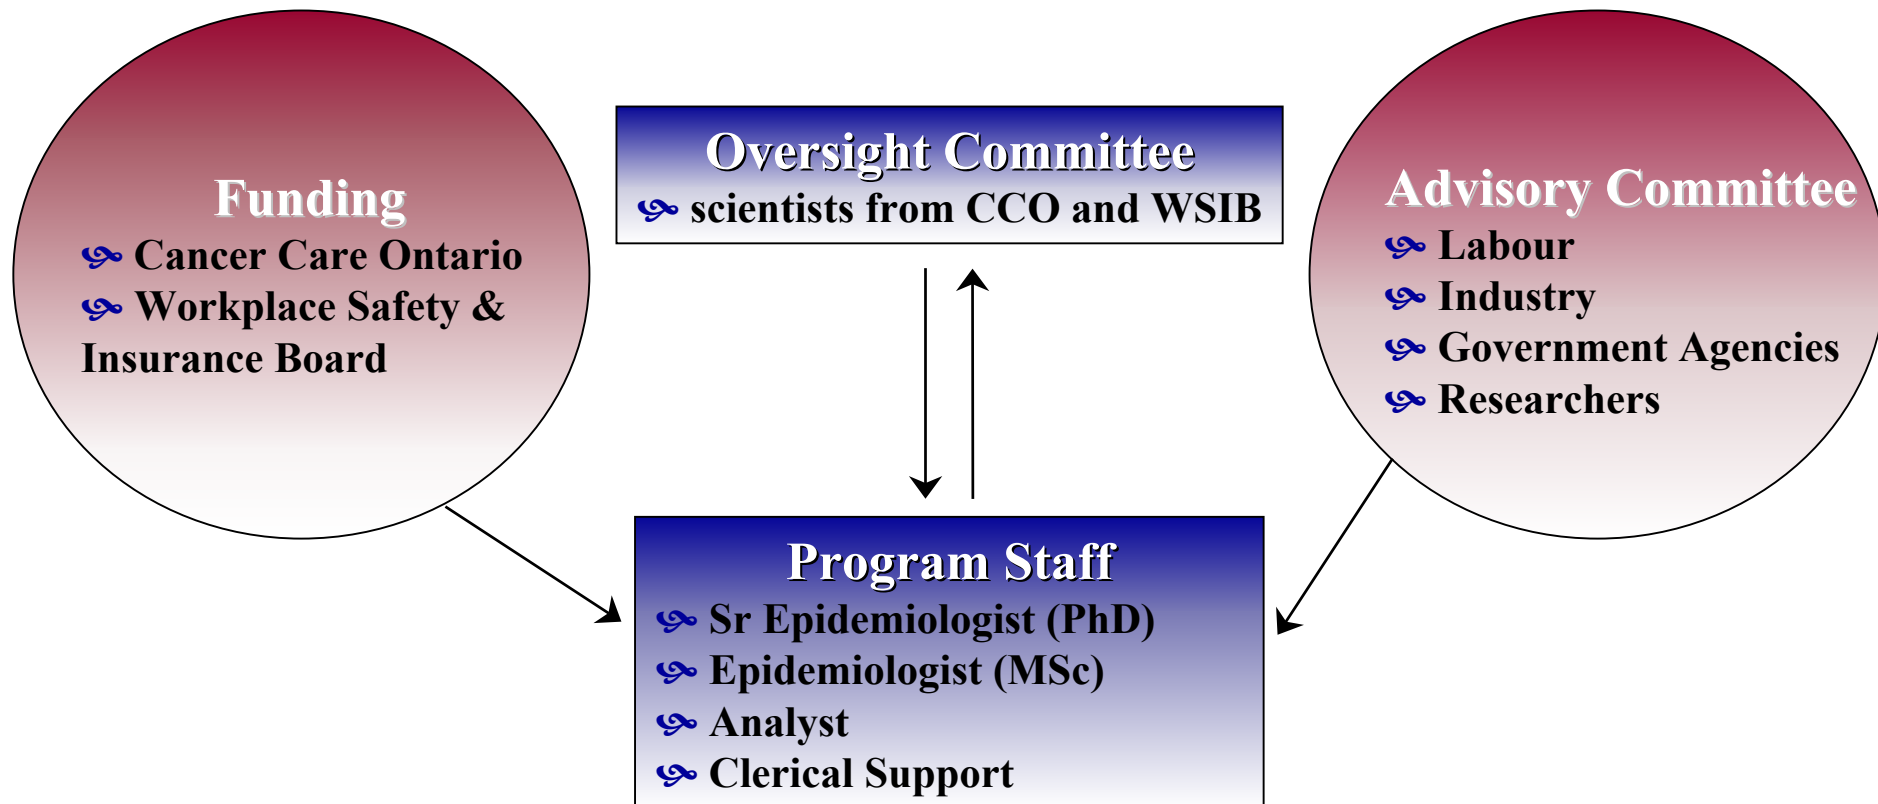 Funding
Cancer Care Ontario
Workplace Safety &
Insurance Board
Oversight Committee
scientists from CCO and WSIB
Advisory Committee
Labour
Industry
Government Agencies
Researchers
Program Staff
Sr Epidemiologist (PhD)
Epidemiologist (MSc)
Analyst
Clerical Support